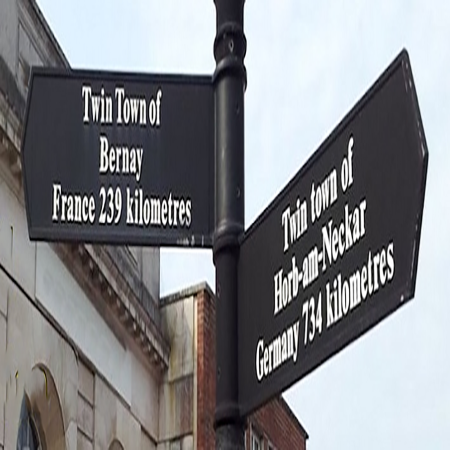 Twin Town of
Bernay
France 239 kilometres
Twin town of
Horb-am-Neckar
Germany 734 kilometres